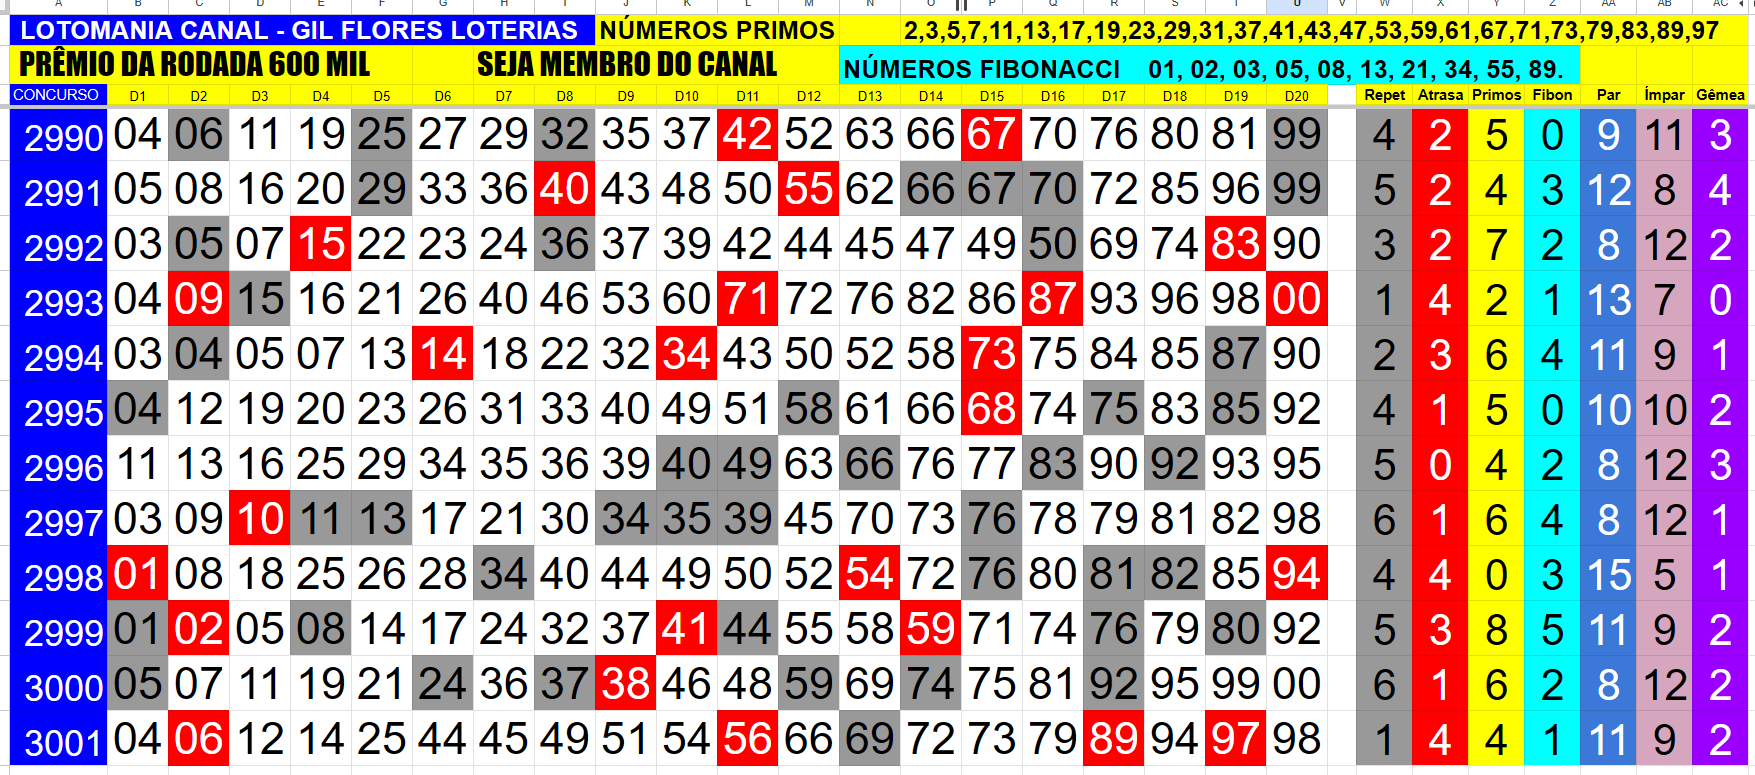 A B C D E F G H I J K L M N O P Q R S T U V W X Y Z AA AB AC
LOTOMANIA CANAL - GIL FLORES LOTERIAS NÚMEROS PRIMOS 2,3,5,7,11,13,17,19,23,29,31,37,41,43,47,53,59,61,67,71,73,79,83,89,97
PRÊMIO DA RODADA 600 MIL SEJA MEMBRO DO CANAL NÚMEROS FIBONACCI 01, 02, 03, 05, 08, 13, 21, 34, 55, 89.
CONCURSO D1 D2 D3 D4 D5 D6 D7 D8 D9 D10 D11 D12 D13 D14 D15 D16 D17 D18 D19 D20 Repet Atrasa Primos Fibon Par Ímpar Gêmea
2990 04 06 11 19 25 27 29 32 35 37 42 52 63 66 67 70 76 80 81 99 4 2 5 0 9 11 3
2991 05 08 16 20 29 33 36 40 43 48 50 55 62 66 67 70 72 85 96 99 5 2 4 3 12 8 4
2992 03 05 07 15 22 23 24 36 37 39 42 44 45 47 49 50 69 74 83 90 3 2 7 2 8 12 2
2993 04 09 15 16 21 26 40 46 53 60 71 72 76 82 86 87 93 96 98 00 1 4 2 1 13 7 0
2994 03 04 05 07 13 14 18 22 32 34 43 50 52 58 73 75 84 85 87 90 2 3 6 4 11 9 1
2995 04 12 19 20 23 26 31 33 40 49 51 58 61 66 68 74 75 83 85 92 4 1 5 0 10 10 2
2996 11 13 16 25 29 34 35 36 39 40 49 63 66 76 77 83 90 92 93 95 5 0 4 2 8 12 3
2997 03 09 10 11 13 17 21 30 34 35 39 45 70 73 76 78 79 81 82 98 6 1 6 4 8 12 1
2998 01 08 18 25 26 28 34 40 44 49 50 52 54 72 76 80 81 82 85 94 4 4 0 3 15 5 1
2999 01 02 05 08 14 17 24 32 37 41 44 55 58 59 71 74 76 79 80 92 5 3 8 5 11 9 2
3000 05 07 11 19 21 24 36 37 38 46 48 59 69 74 75 81 92 95 99 00 6 1 6 2 8 12 2
3001 04 06 12 14 25 44 45 49 51 54 56 66 69 72 73 79 89 94 97 98 1 4 4 1 11 9 2